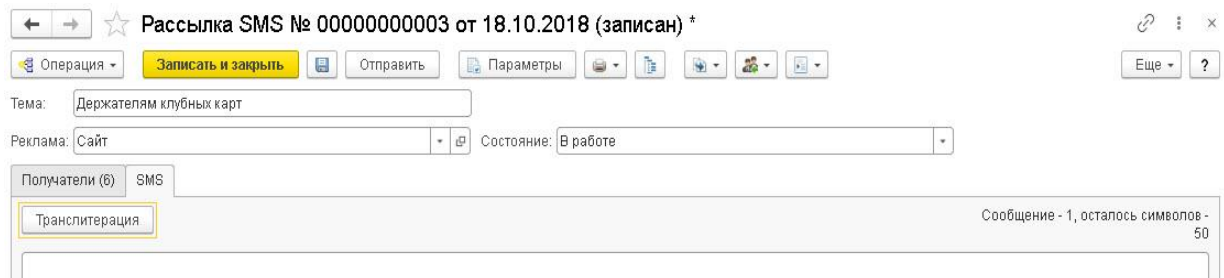 Рассылка SMS № 00000000003 от 18.10.2018 (записан) *
Операция Записать и закрыть Отправить Параметры Еще ?
Тема: Держателям клубных карт
Реклама: Сайт Состояние: В работе
Получатели (6) SMS
Транслитерация
Сообщение - 1, осталось символов -
50